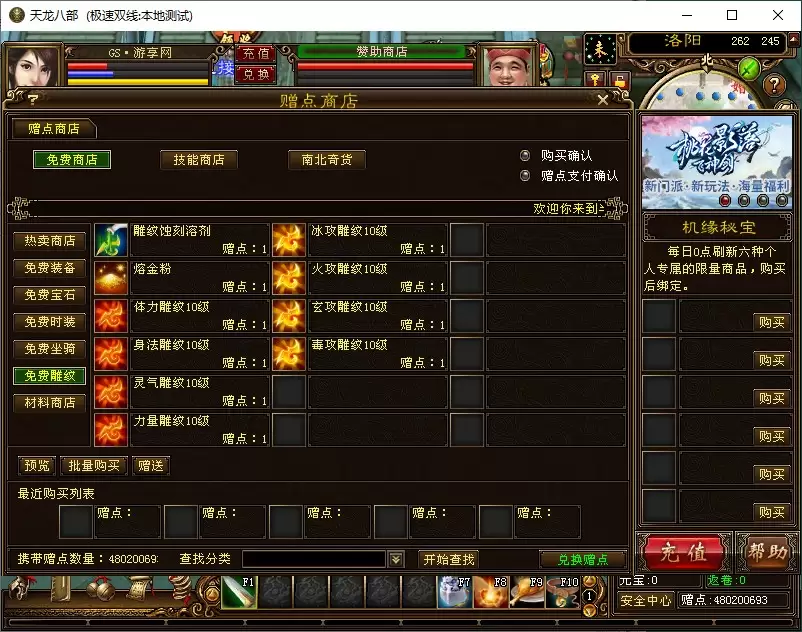 天龙八部 (极速双线:本地测试)
GS·游享网
充值
接
兑换
赞助商店
未
洛阳 262 245
北
?
赠点商店
赠点商店
免费商店 技能商店 南北奇货
购买确认
赠点支付确认
新门派·新玩法·海量福利
欢迎你来到
机缘秘宝
每日0点刷新六种个
人专属的限量商品，购买
后绑定。
热卖商店
免费装备
免费宝石
免费时装
免费坐骑
免费雕纹
材料商店
雕纹蚀刻溶剂
赠点：1
冰攻雕纹10级
赠点：1
熔金粉
赠点：1
火攻雕纹10级
赠点：1
体力雕纹10级
赠点：1
玄攻雕纹10级
赠点：1
身法雕纹10级
赠点：1
毒攻雕纹10级
赠点：1
灵气雕纹10级
赠点：1
力量雕纹10级
赠点：1
购买
购买
购买
购买
购买
购买
预览 批量购买 赠送
最近购买列表
赠点： 赠点： 赠点： 赠点： 赠点：
携带赠点数量：48020069 查找分类 开始查找 兑换赠点
充值 帮助
F1 F7 F8 F9 F10
1
元宝:0 返卷:0
安全中心 赠点:480200693